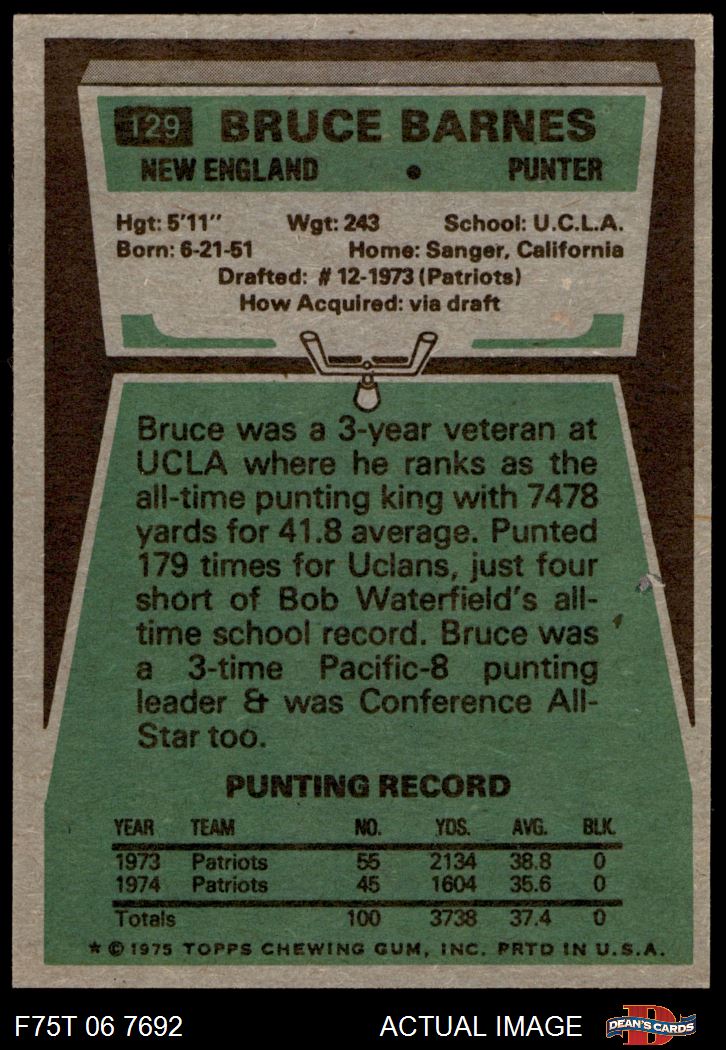 129 BRUCE BARNES
NEW ENGLAND • PUNTER
Hgt: 5'11" Wgt: 243 School: U.C.L.A.
Born: 6-21-51 Home: Sanger, California
Drafted: # 12-1973 (Patriots)
How Acquired: via draft
Bruce was a 3-year veteran at
UCLA where he ranks as the
all-time punting king with 7478
yards for 41.8 average. Punted
179 times for Uclans, just four
short of Bob Waterfield's all-
time school record. Bruce was
a 3-time Pacific-8 punting
leader & was Conference All-
Star too.
PUNTING RECORD
YEAR TEAM NO. YDS. AVG. BLK.
1973 Patriots 55 2134 38.8 0
1974 Patriots 45 1604 35.6 0
Totals 100 3738 37.4 0
★ © 1975 TOPPS CHEWING GUM, INC. PRTD IN U.S.A.
F75T 06 7692 ACTUAL IMAGE D DEAN'S CARDS